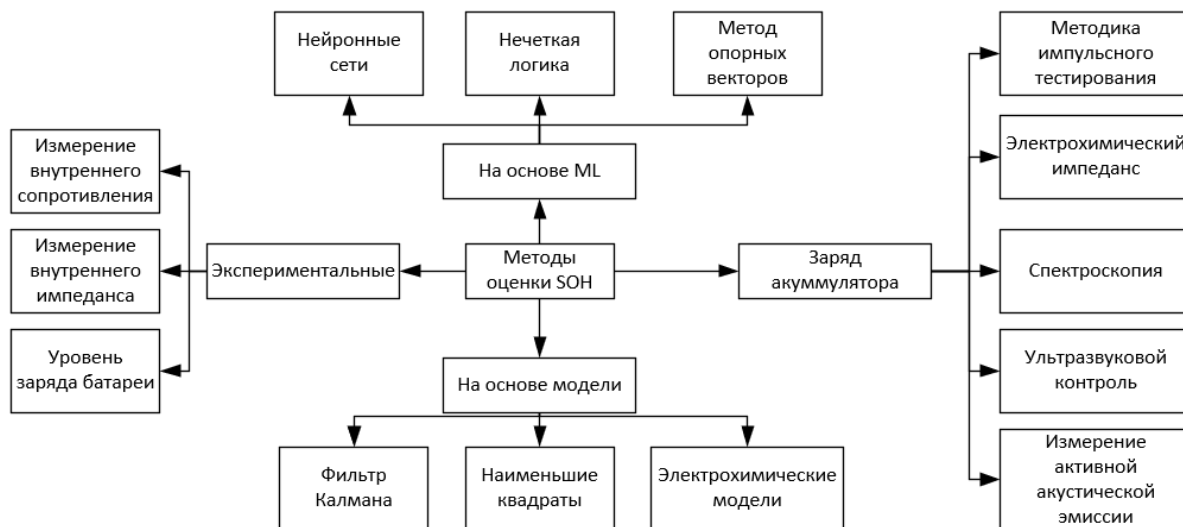 Нейронные
сети
Нечеткая
логика
Метод
опорных
векторов
Методика
импульсного
тестирования
Измерение
внутреннего
сопротивления
На основе ML
Электрохимический
импеданс
Измерение
внутреннего
импеданса
Экспериментальные
Методы
оценки SOH
Заряд
акуммулятора
Спектроскопия
Уровень
заряда батареи
На основе модели
Ультразвуковой
контроль
Фильтр
Калмана
Наименьшие
квадраты
Электрохимические
модели
Измерение
активной
акустической
эмиссии